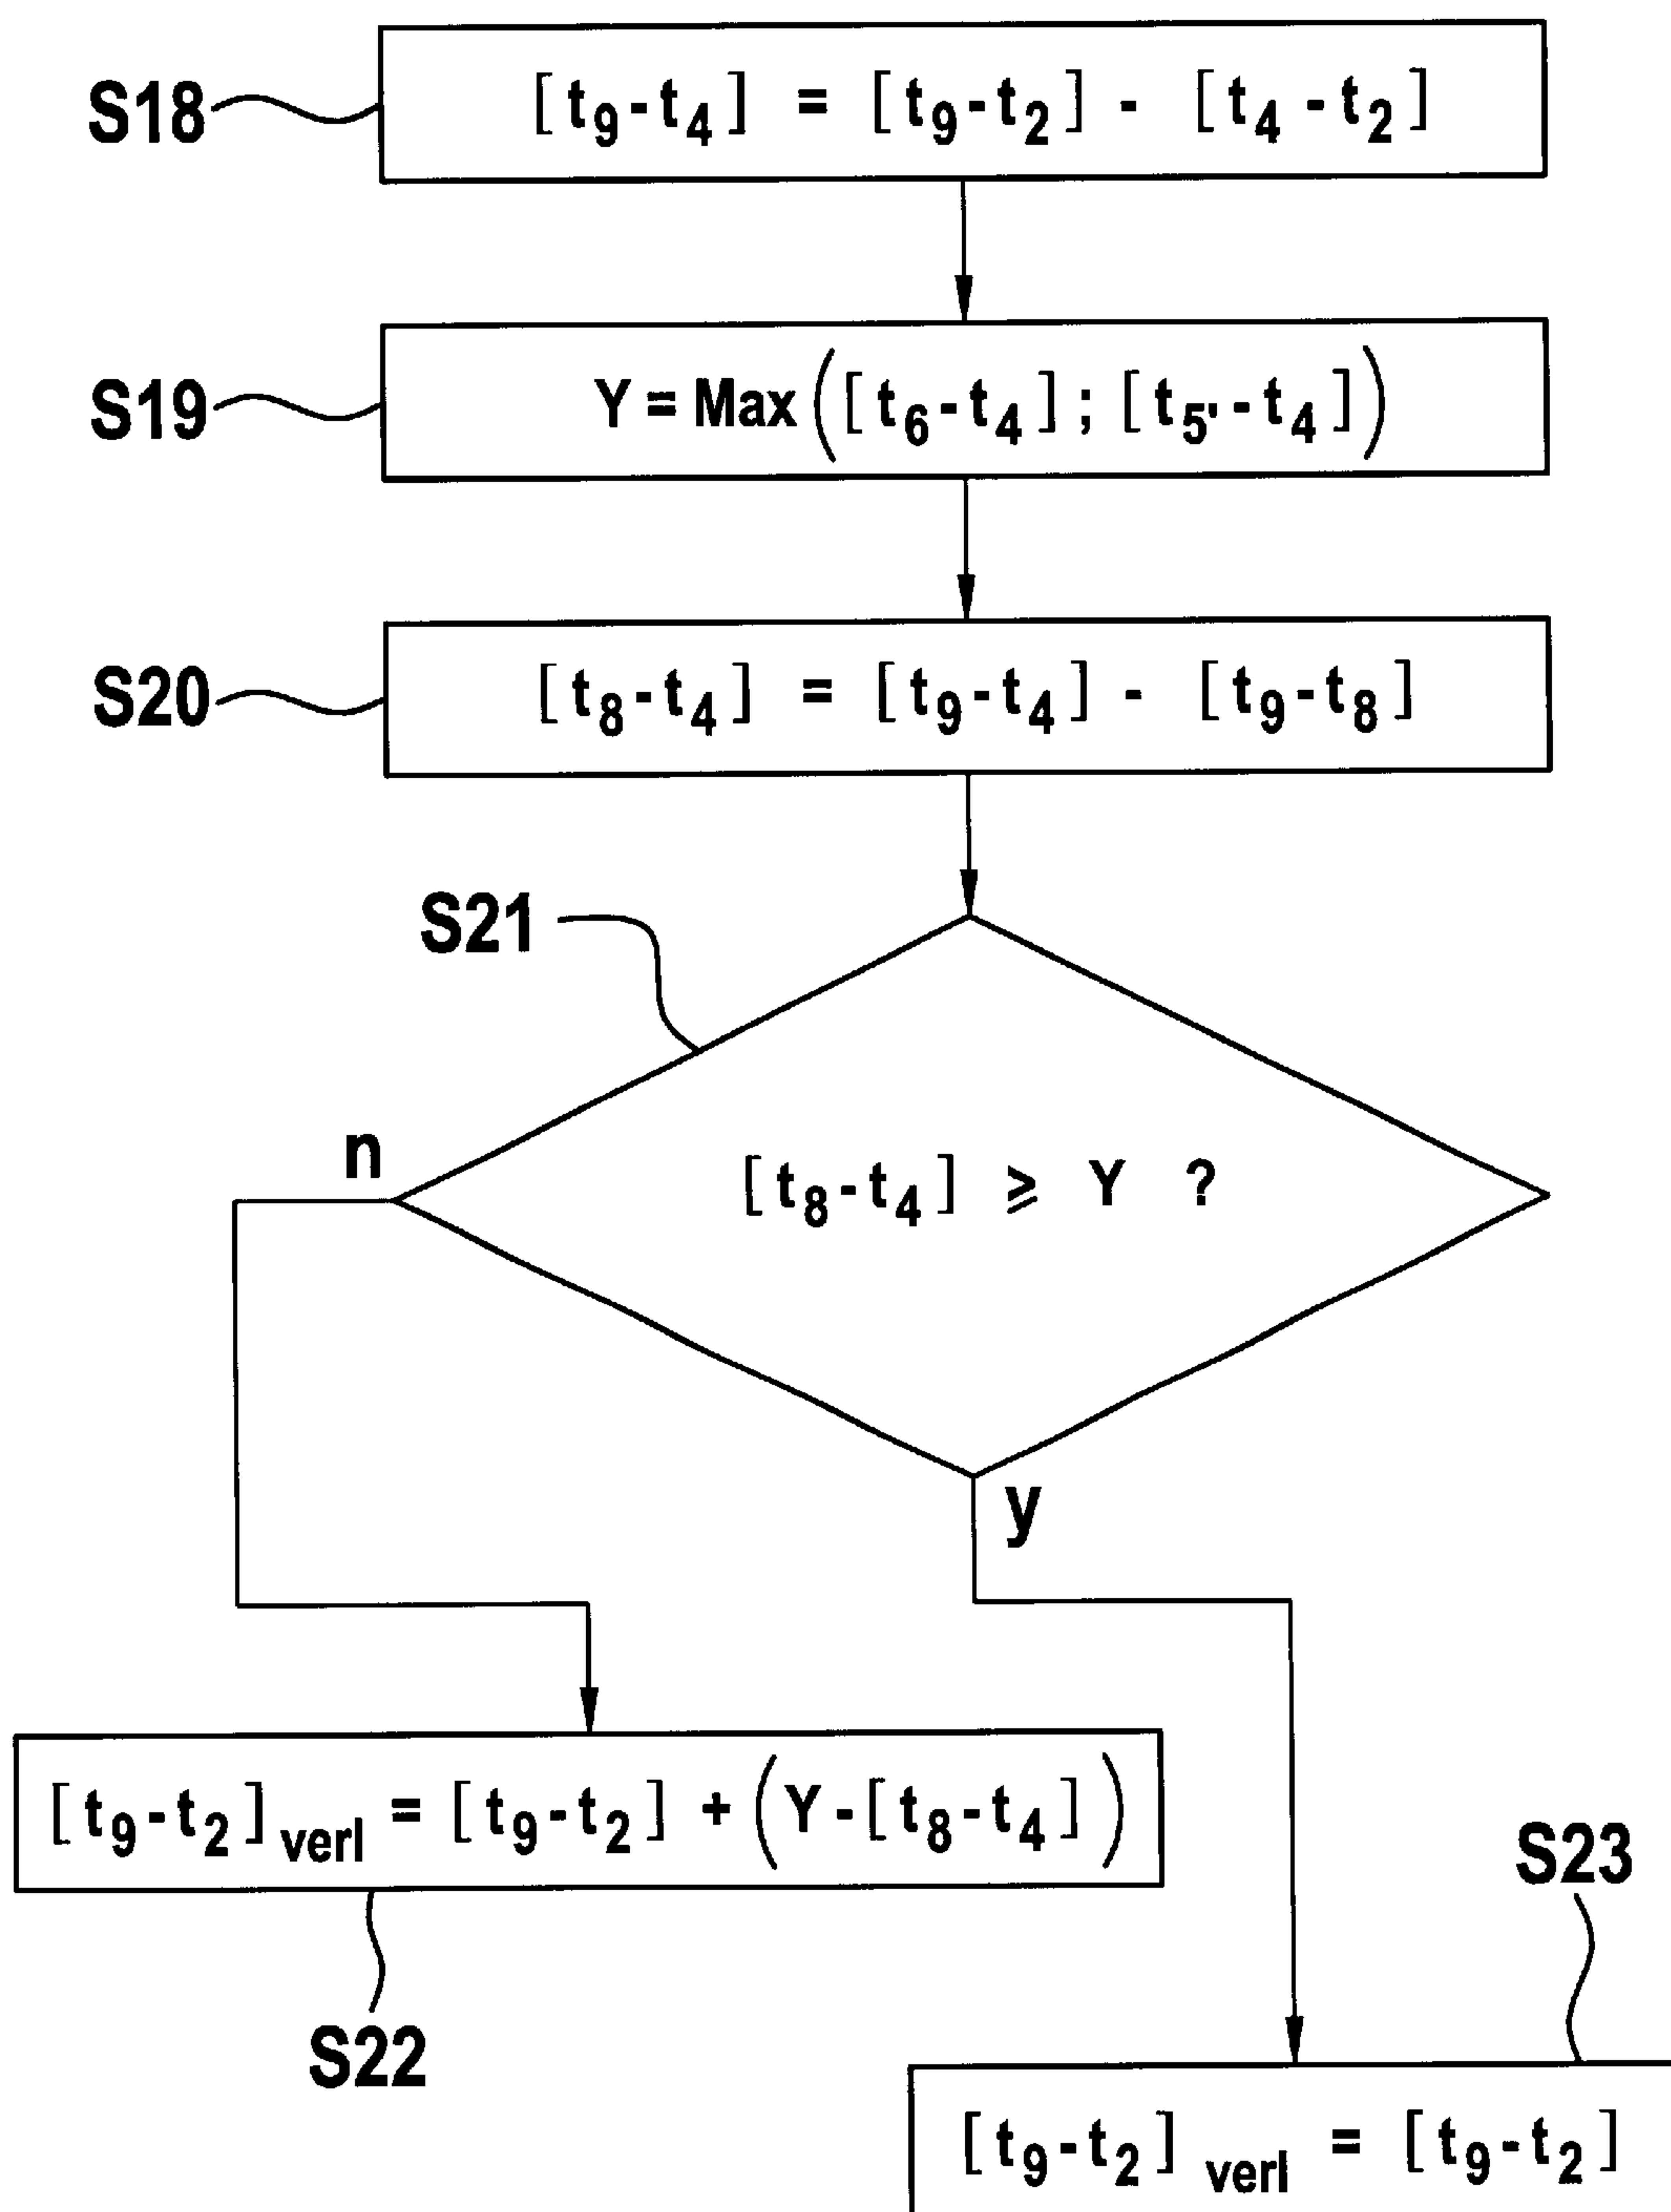 S18
[t₉-t₄] = [t₉-t₂] - [t₄-t₂]
S19
Y = Max([t₆-t₄] ; [t₅'-t₄])
S20
[t₈-t₄] = [t₉-t₄] - [t₉-t₈]
S21
n
[t₈-t₄] ⩾ Y ?
y
[t₉-t₂] verl = [t₉-t₂] + (Y-[t₈-t₄])
S22
S23
[t₉-t₂] verl = [t₉-t₂]